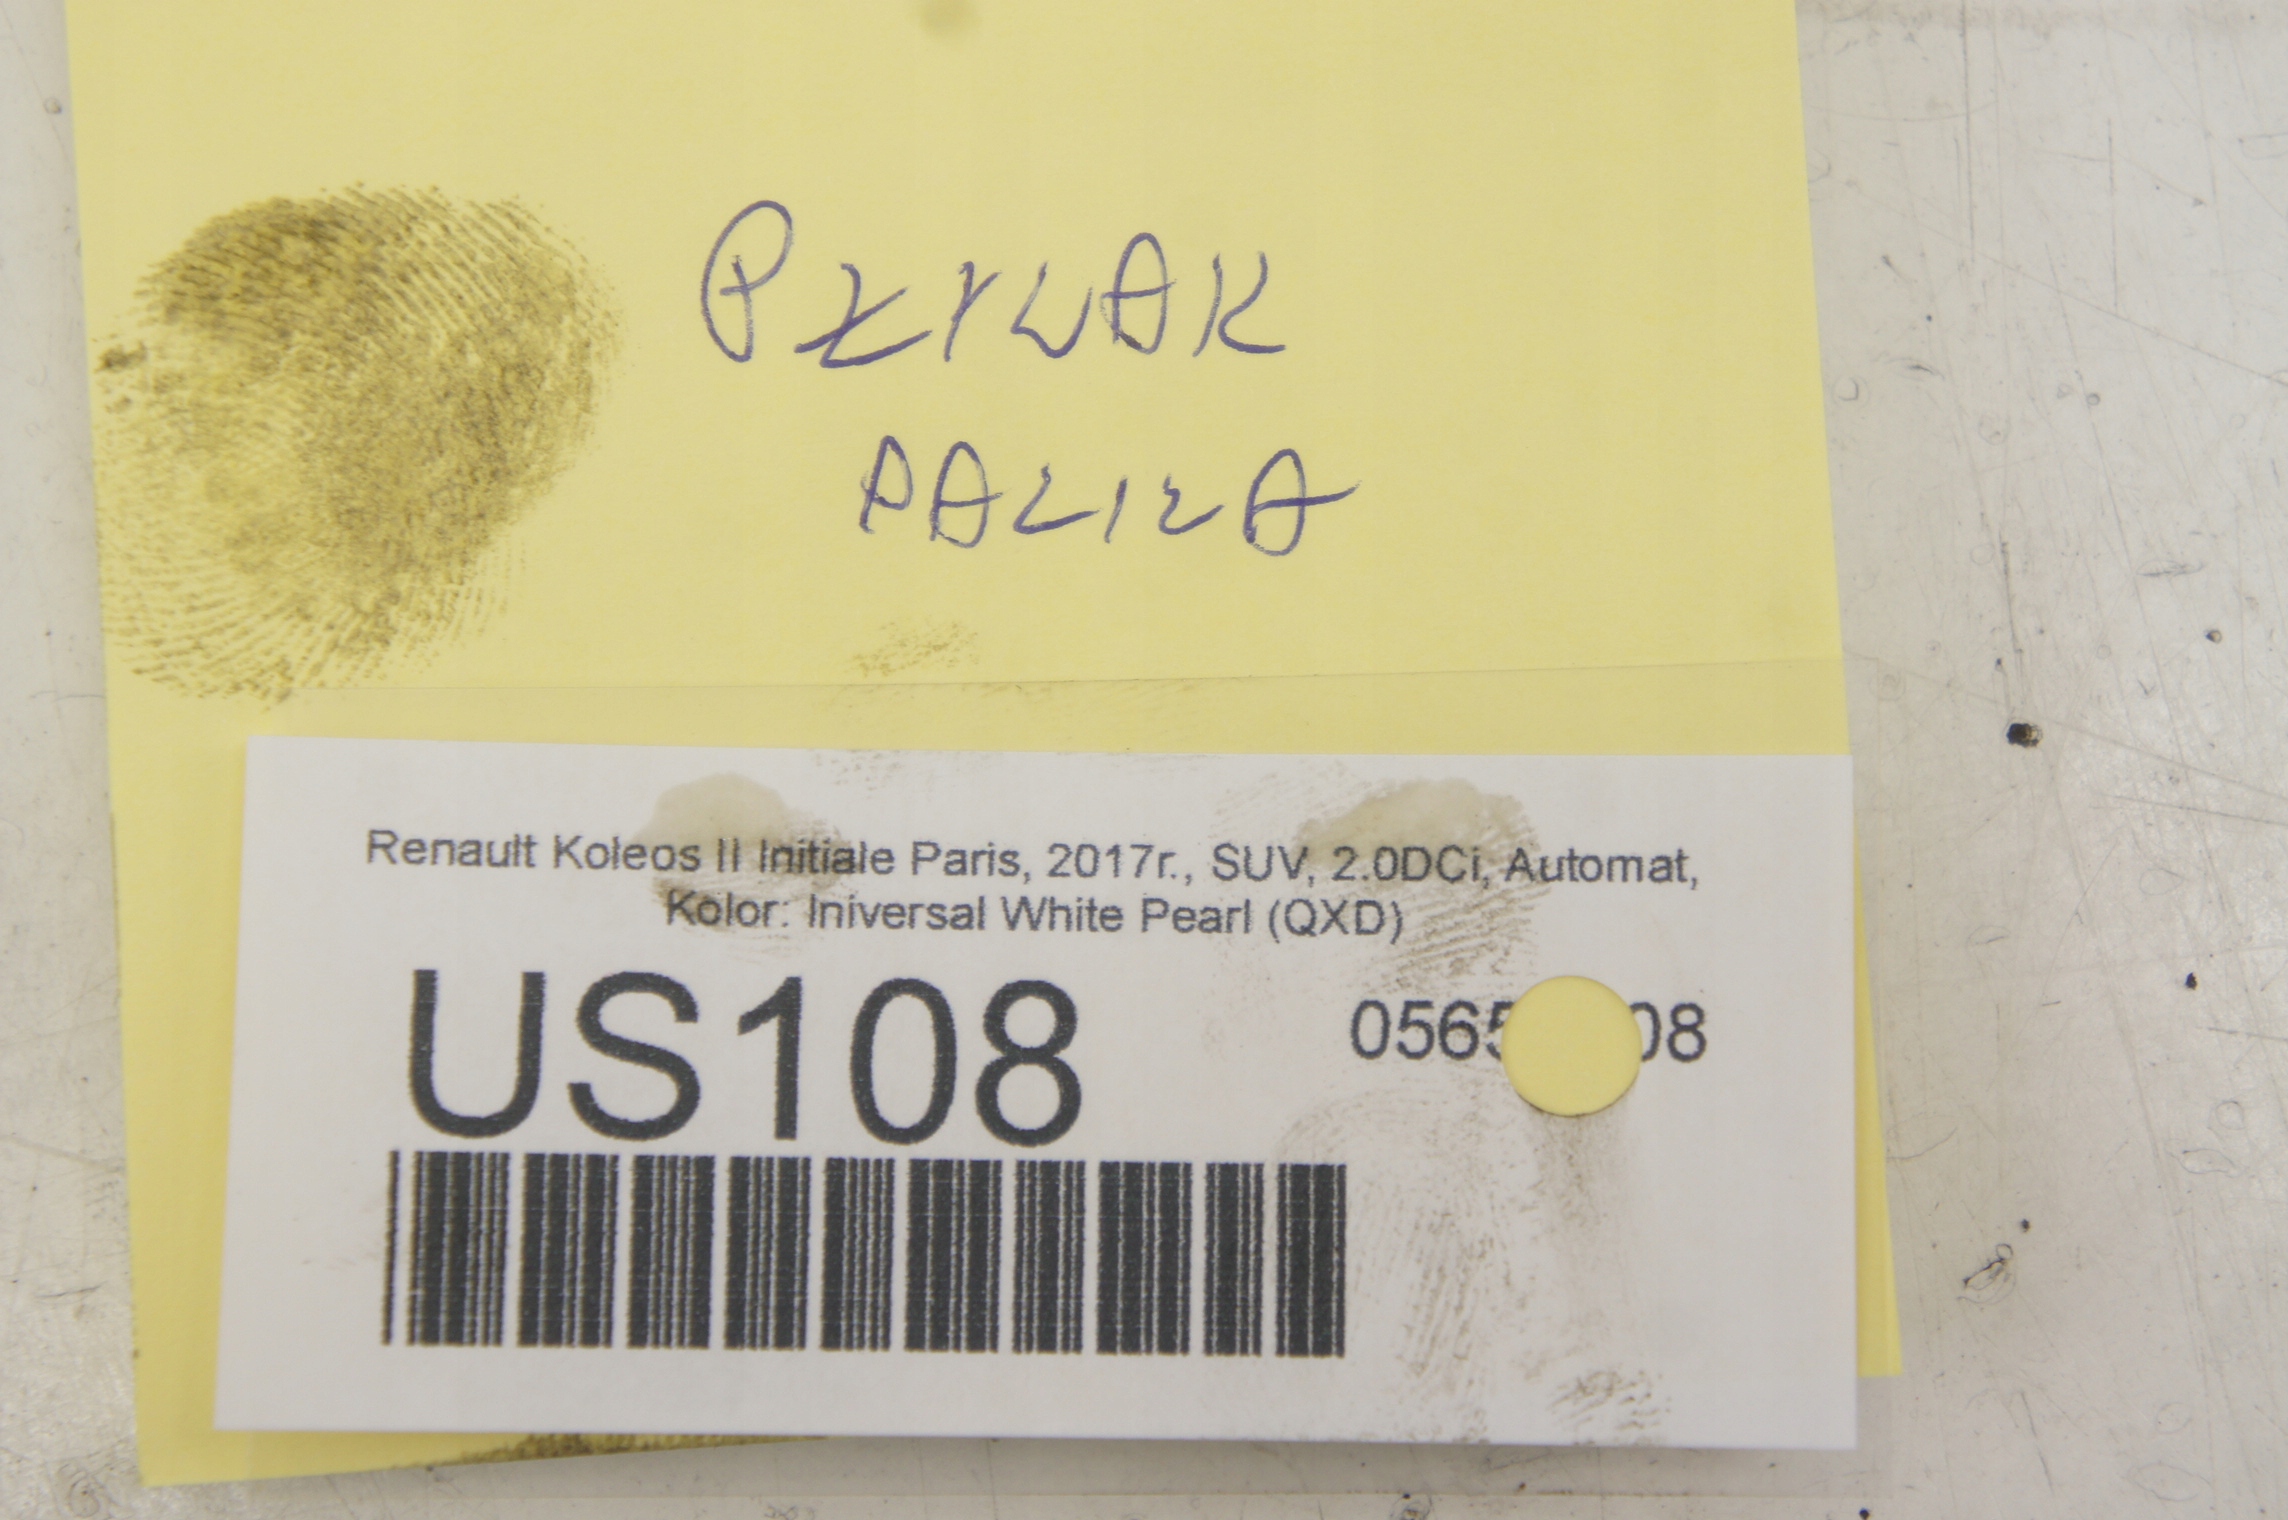 PŁYWAK
PALIWA
Renault Koleos II Initiale Paris, 2017r., SUV, 2.0DCi, Automat,
Kolor: Iniversal White Pearl (QXD)
US108